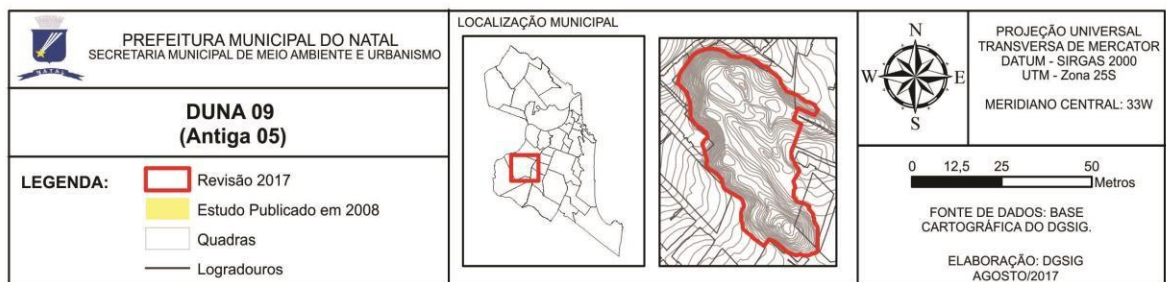 PREFEITURA MUNICIPAL DO NATAL
SECRETARIA MUNICIPAL DE MEIO AMBIENTE E URBANISMO
NATAL
DUNA 09
(Antiga 05)
LEGENDA:
Revisão 2017
Estudo Publicado em 2008
Quadras
Logradouros
LOCALIZAÇÃO MUNICIPAL
N
W
E
S
PROJEÇÃO UNIVERSAL
TRANSVERSA DE MERCATOR
DATUM - SIRGAS 2000
UTM - Zona 25S
MERIDIANO CENTRAL: 33W
0 12,5 25 50
Metros
FONTE DE DADOS: BASE
CARTOGRÁFICA DO DGSIG.
ELABORAÇÃO: DGSIG
AGOSTO/2017